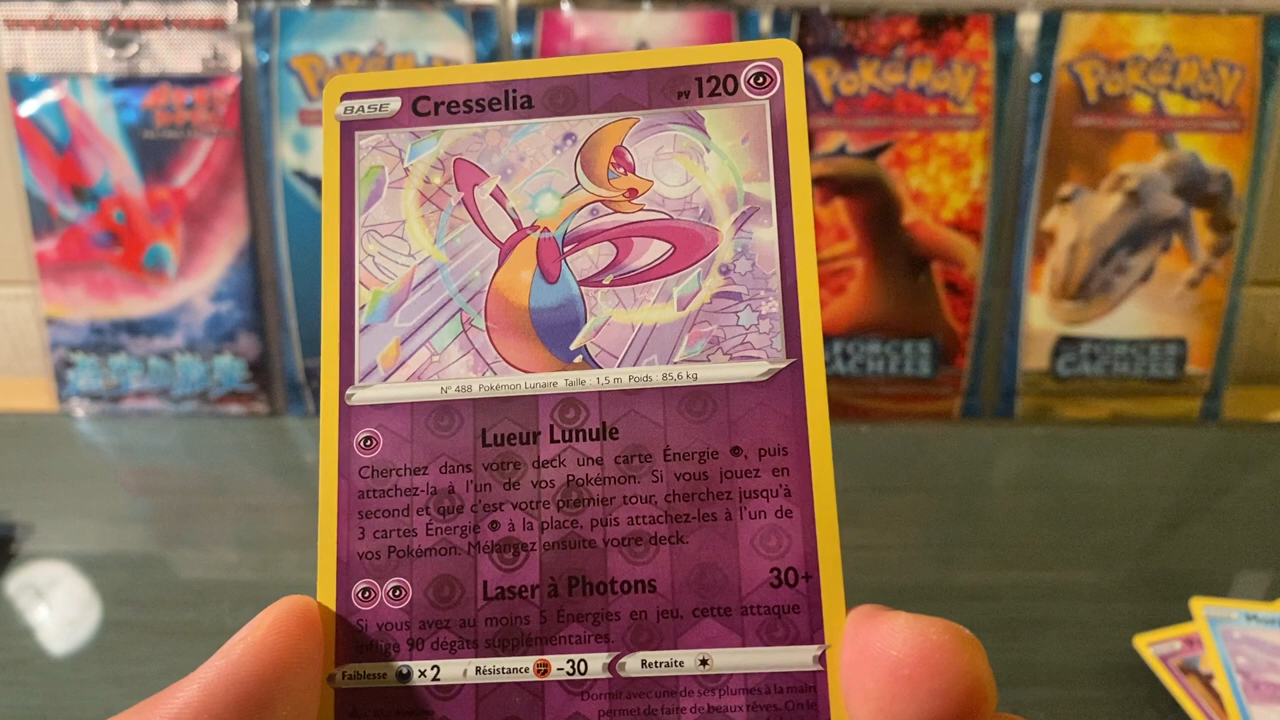 BASE Cresselia PV 120
N° 488 Pokémon Lunaire Taille : 1,5 m Poids : 85,6 kg
Lueur Lunule
Cherchez dans votre deck une carte Énergie , puis
attachez-la à l'un de vos Pokémon. Si vous jouez en
second et que c'est votre premier tour, cherchez jusqu'à
3 cartes Énergie à la place, puis attachez-les à l'un de
vos Pokémon. Mélangez ensuite votre deck.
Laser à Photons 30+
Si vous avez au moins 5 Énergies en jeu, cette attaque
inflige 90 dégâts supplémentaires.
Faiblesse ×2 Résistance -30 Retraite
Dormir avec une de ses plumes à la main
permet de faire de beaux rêves. On le
POKÉMON
FORCES
CACHÉES
POKÉMON
FORCES
CACHÉES